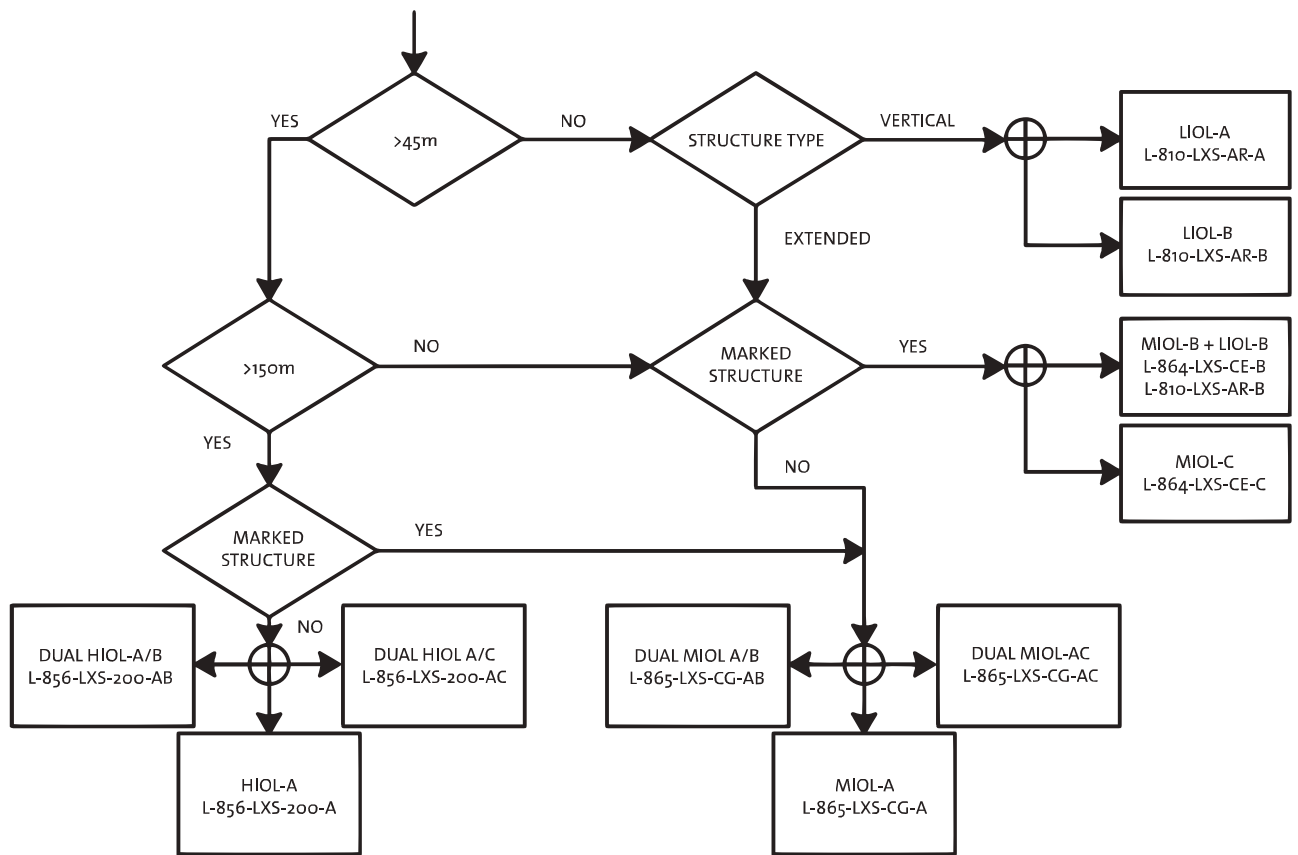 YES
>45m
NO
STRUCTURE TYPE
VERTICAL
LIOL-A
L-810-LXS-AR-A
EXTENDED
LIOL-B
L-810-LXS-AR-B
>150m
NO
MARKED
STRUCTURE
YES
MIOL-B + LIOL-B
L-864-LXS-CE-B
L-810-LXS-AR-B
YES
NO
MIOL-C
L-864-LXS-CE-C
MARKED
STRUCTURE
YES
NO
DUAL HIOL-A/B
L-856-LXS-200-AB
DUAL HIOL A/C
L-856-LXS-200-AC
DUAL MIOL A/B
L-865-LXS-CG-AB
DUAL MIOL-AC
L-865-LXS-CG-AC
HIOL-A
L-856-LXS-200-A
MIOL-A
L-865-LXS-CG-A